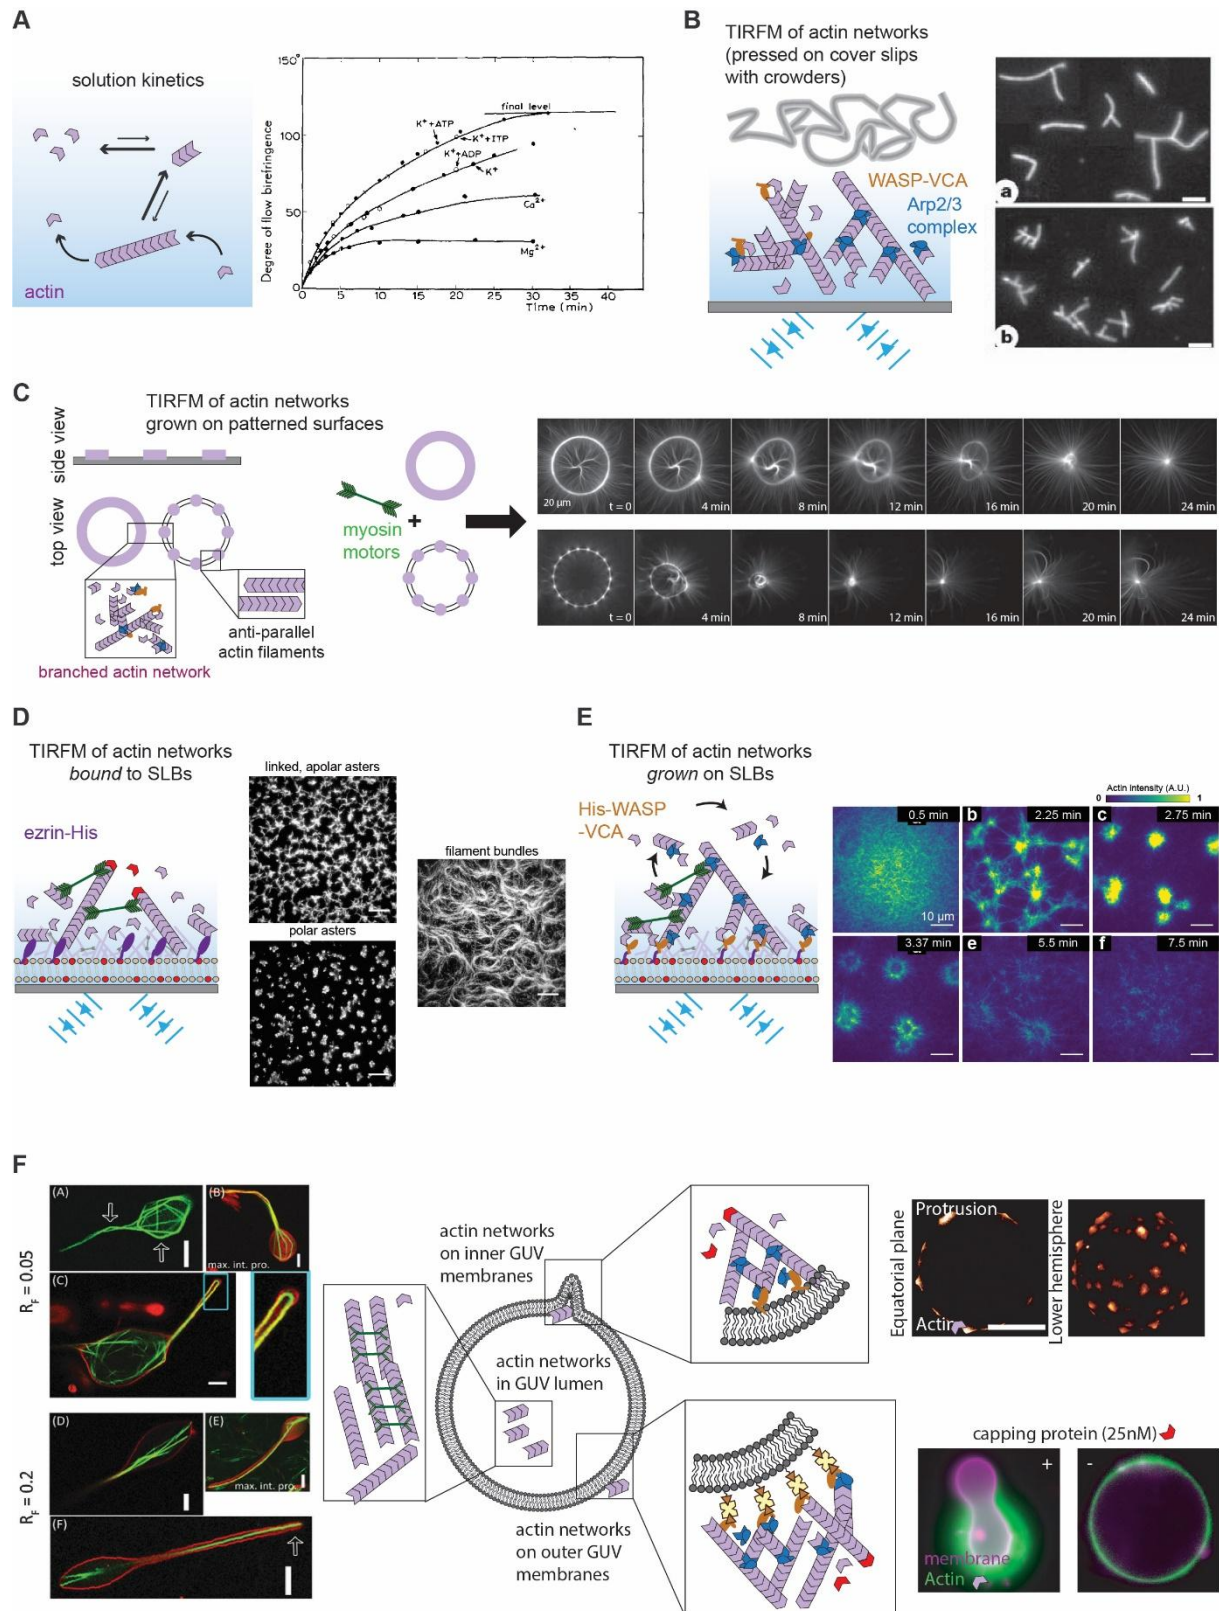 A
solution kinetics
actin
Degree of flow birefringence
150°
100
50
0
final level
K⁺+ATP
K⁺+ITP
K⁺+ADP
K⁺
Ca²⁺
Mg²⁺
0
5
10
15
20
25
30
35
40
Time (min)
B
TIRFM of actin networks
(pressed on cover slips
with crowders)
WASP-VCA
Arp2/3
complex
a
b
C
TIRFM of actin networks
grown on patterned surfaces
side view
top view
myosin
motors
+
anti-parallel
actin filaments
branched actin network
20 μm
t = 0
4 min
8 min
12 min
16 min
20 min
24 min
t = 0
4 min
8 min
12 min
16 min
20 min
24 min
D
TIRFM of actin networks
bound to SLBs
ezrin-His
linked, apolar asters
polar asters
filament bundles
E
TIRFM of actin networks
grown on SLBs
His-WASP
-VCA
Actin Intensity (A.U.)
0
1
0.5 min
10 μm
b
2.25 min
c
2.75 min
3.37 min
e
5.5 min
f
7.5 min
F
R_F = 0.05
(A)
(B)
max. int. pro.
(C)
R_F = 0.2
(D)
(E)
max. int. pro.
(F)
actin networks
on inner GUV
membranes
actin networks
in GUV lumen
actin networks
on outer GUV
membranes
Equatorial plane
Protrusion
Actin
Lower hemisphere
capping protein (25nM)
+
-
membrane
Actin